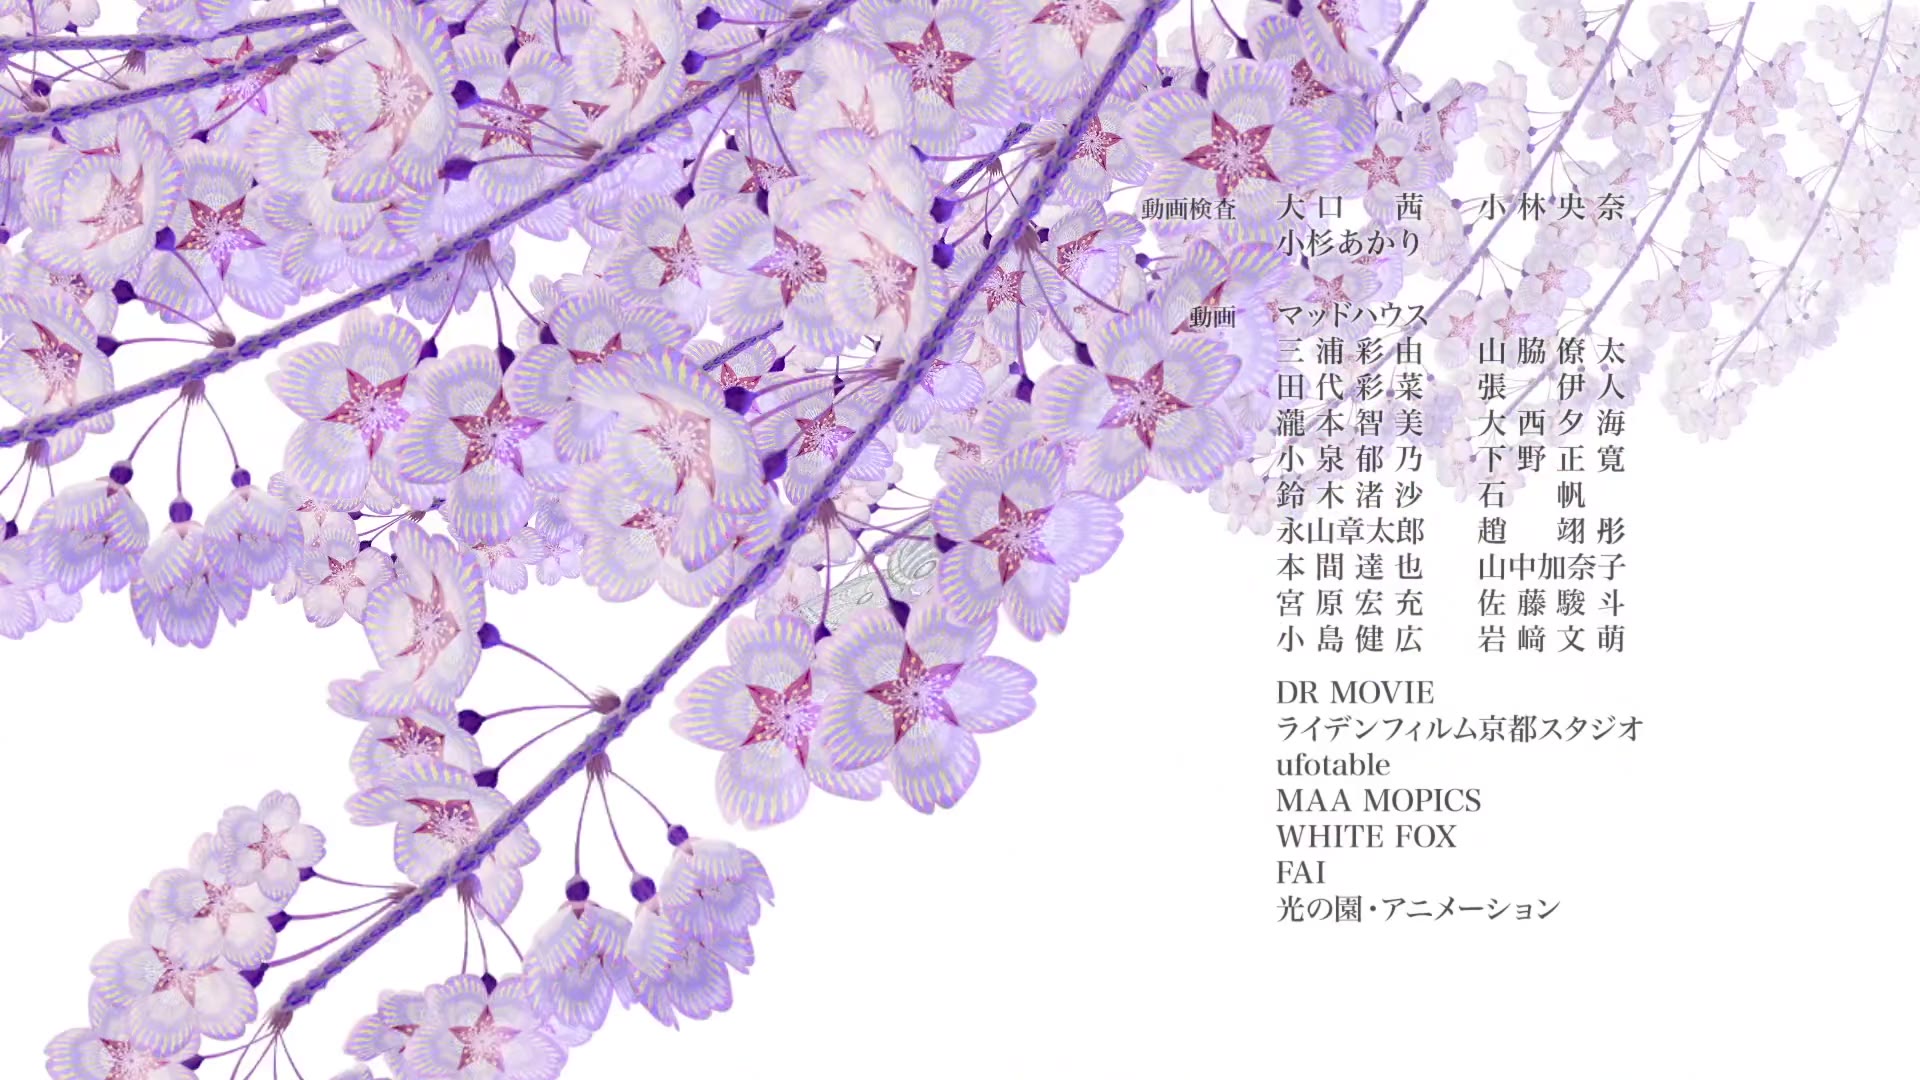 動画検査 大口 茜 小林央奈
小杉あかり
動画 マッドハウス
三浦彩由 山脇僚太
田代彩菜 張 伊人
瀧本智美 大西夕海
小泉郁乃 下野正寛
鈴木渚沙 石 帆
永山章太郎 趙 翊彤
本間達也 山中加奈子
宮原宏充 佐藤駿斗
小島健広 岩﨑文萌
DR MOVIE
ライデンフィルム京都スタジオ
ufotable
MAA MOPICS
WHITE FOX
FAI
光の園・アニメーション